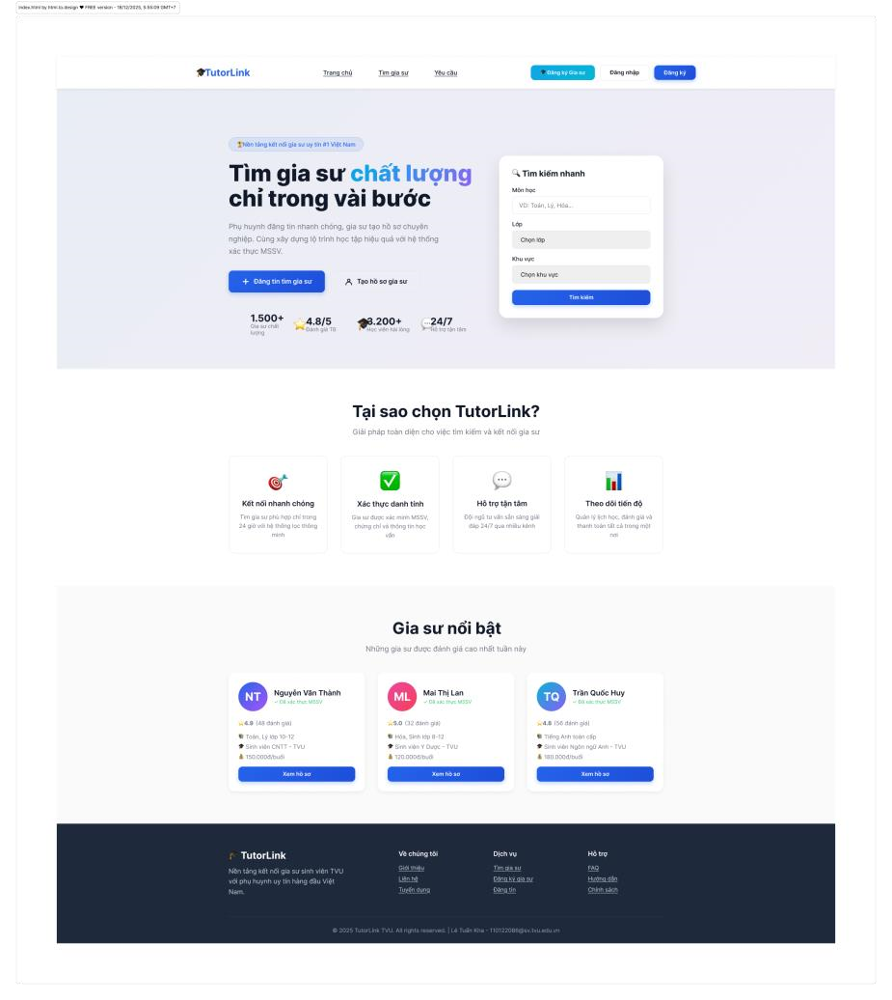 index.html by html.to.design ❤ FREE version - 18/12/2025, 5:55:09 GMT+7
TutorLink
Trang chủ
Tìm gia sư
Yêu cầu
Đăng ký Gia sư
Đăng nhập
Đăng ký
Nền tảng kết nối gia sư uy tín #1 Việt Nam
Tìm gia sư chất lượng
chỉ trong vài bước
Phụ huynh đăng tin nhanh chóng, gia sư tạo hồ sơ chuyên
nghiệp. Cùng xây dựng lộ trình học tập hiệu quả với hệ thống
xác thực MSSV.
Đăng tin tìm gia sư
Tạo hồ sơ gia sư
1.500+
Gia sư chất
lượng
4.8/5
Đánh giá TB
3.200+
Học viên hài lòng
24/7
Hỗ trợ tận tâm
Tìm kiếm nhanh
Môn học
VD: Toán, Lý, Hóa...
Lớp
Chọn lớp
Khu vực
Chọn khu vực
Tìm kiếm
Tại sao chọn TutorLink?
Giải pháp toàn diện cho việc tìm kiếm và kết nối gia sư
Kết nối nhanh chóng
Tìm gia sư phù hợp chỉ trong
24 giờ với hệ thống lọc thông
minh
Xác thực danh tính
Gia sư được xác minh MSSV,
chứng chỉ và thông tin học
vấn
Hỗ trợ tận tâm
Đội ngũ tư vấn sẵn sàng giải
đáp 24/7 qua nhiều kênh
Theo dõi tiến độ
Quản lý lịch học, đánh giá và
thanh toán tất cả trong một
nơi
Gia sư nổi bật
Những gia sư được đánh giá cao nhất tuần này
NT
Nguyễn Văn Thành
✓ Đã xác thực MSSV
4.9 (48 đánh giá)
Toán, Lý lớp 10-12
Sinh viên CNTT - TVU
150.000đ/buổi
Xem hồ sơ
ML
Mai Thị Lan
✓ Đã xác thực MSSV
5.0 (32 đánh giá)
Hóa, Sinh lớp 8-12
Sinh viên Y Dược - TVU
120.000đ/buổi
Xem hồ sơ
TQ
Trần Quốc Huy
✓ Đã xác thực MSSV
4.8 (56 đánh giá)
Tiếng Anh toàn cấp
Sinh viên Ngôn ngữ Anh - TVU
180.000đ/buổi
Xem hồ sơ
TutorLink
Nền tảng kết nối gia sư sinh viên TVU
với phụ huynh uy tín hàng đầu Việt
Nam.
Về chúng tôi
Giới thiệu
Liên hệ
Tuyển dụng
Dịch vụ
Tìm gia sư
Đăng ký gia sư
Đăng tin
Hỗ trợ
FAQ
Hướng dẫn
Chính sách
© 2025 TutorLink TVU. All rights reserved. | Lê Tuấn Kha - 110122086@sv.tvu.edu.vn